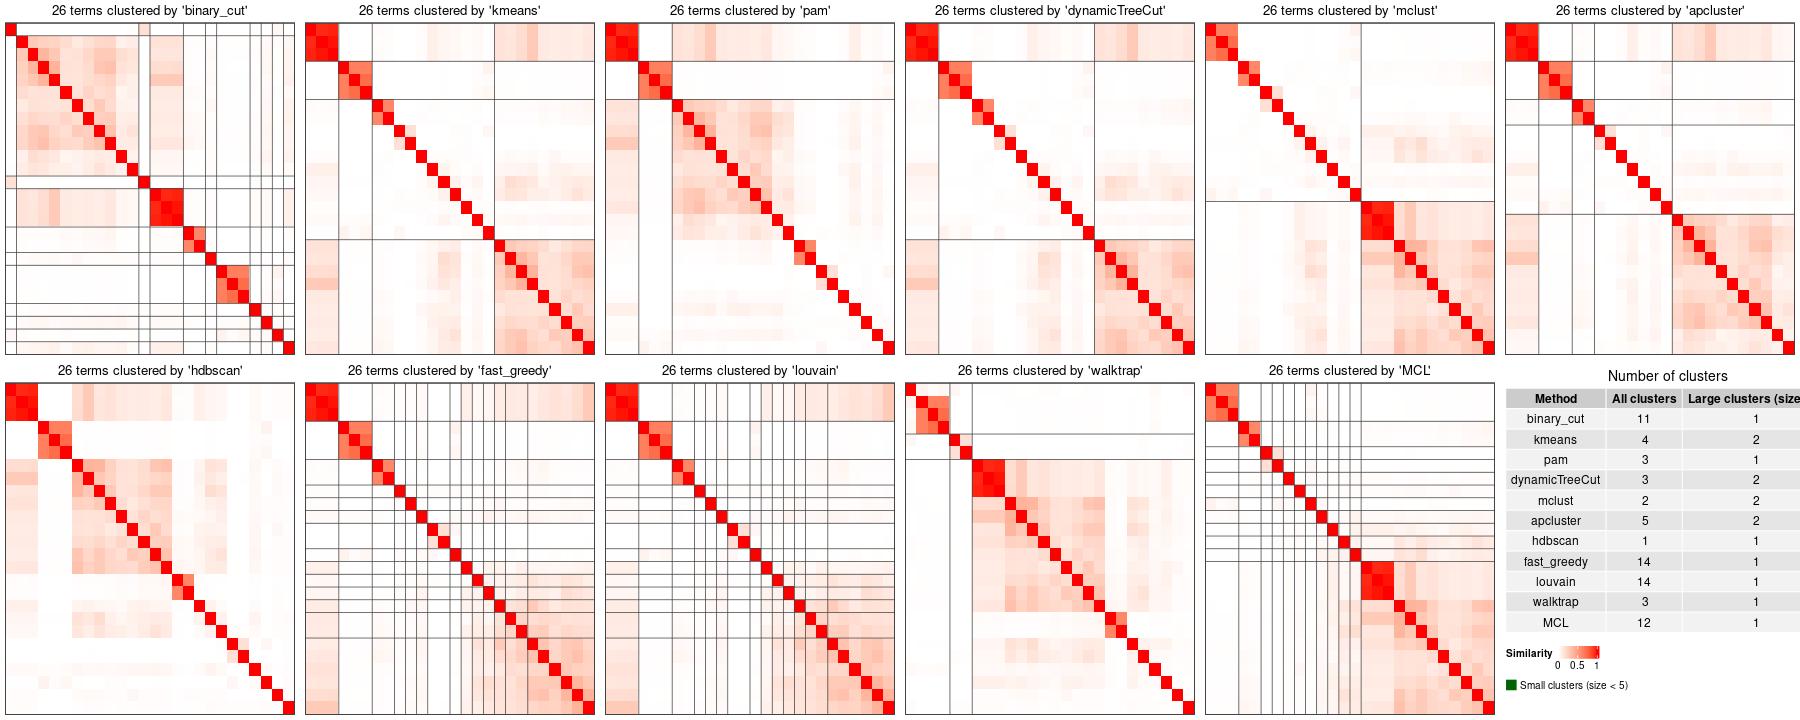 26 terms clustered by 'binary_cut'
26 terms clustered by 'kmeans'
26 terms clustered by 'pam'
26 terms clustered by 'dynamicTreeCut'
26 terms clustered by 'mclust'
26 terms clustered by 'apcluster'
26 terms clustered by 'hdbscan'
26 terms clustered by 'fast_greedy'
26 terms clustered by 'louvain'
26 terms clustered by 'walktrap'
26 terms clustered by 'MCL'
Number of clusters
Method All clusters Large clusters (size
binary_cut 11 1
kmeans 4 2
pam 3 1
dynamicTreeCut 3 2
mclust 2 2
apcluster 5 2
hdbscan 1 1
fast_greedy 14 1
louvain 14 1
walktrap 3 1
MCL 12 1
Similarity
0 0.5 1
Small clusters (size < 5)